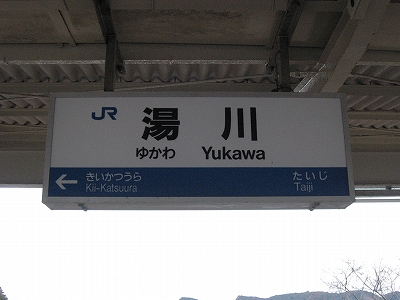 JR 湯川
ゆかわ Yukawa
← きいかつうら たいじ
Kii-Katsuura Taiji